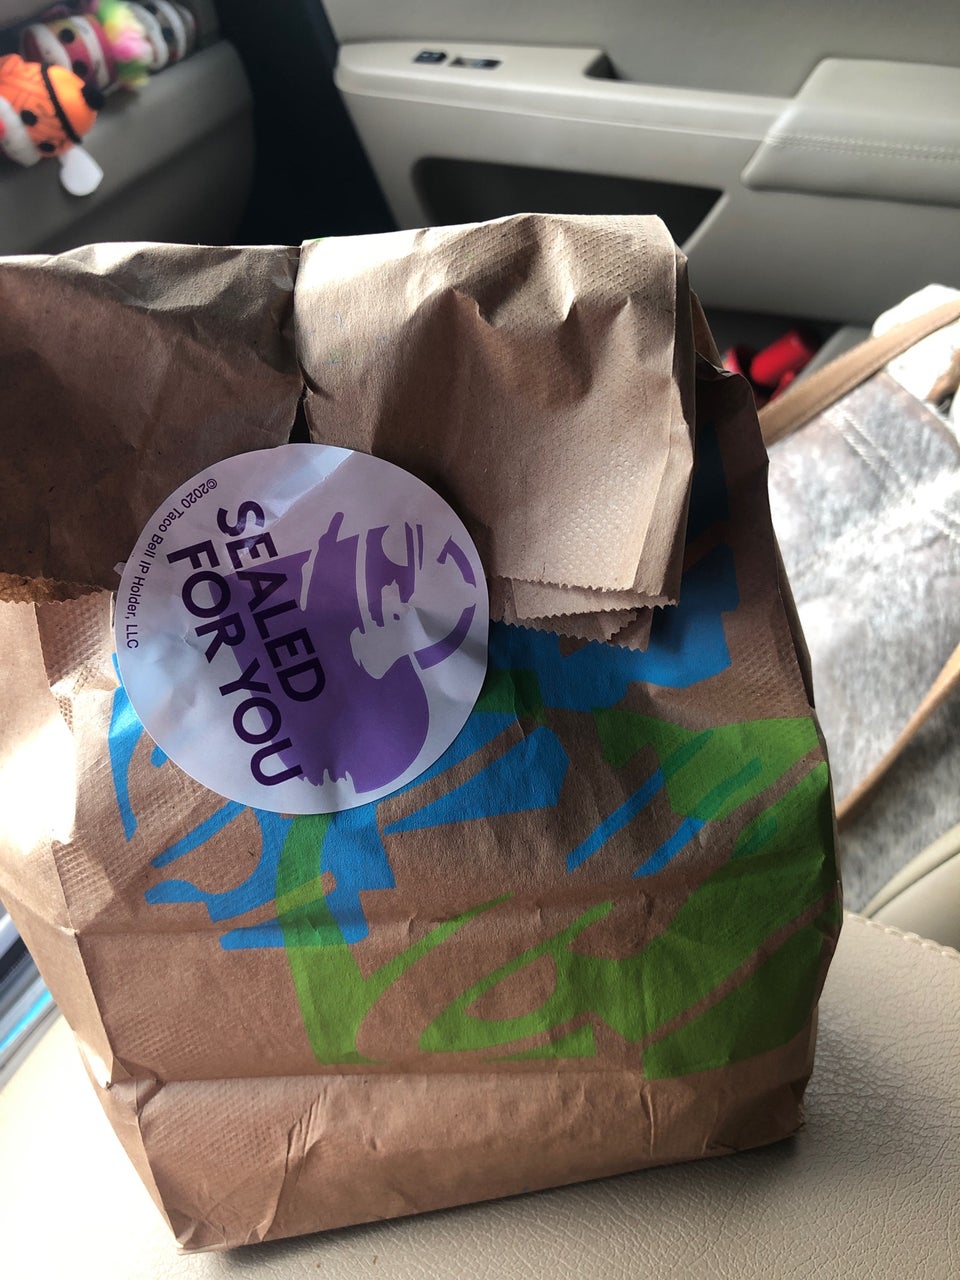 SEALED
FOR YOU
©2020 Taco Bell IP Holder, LLC